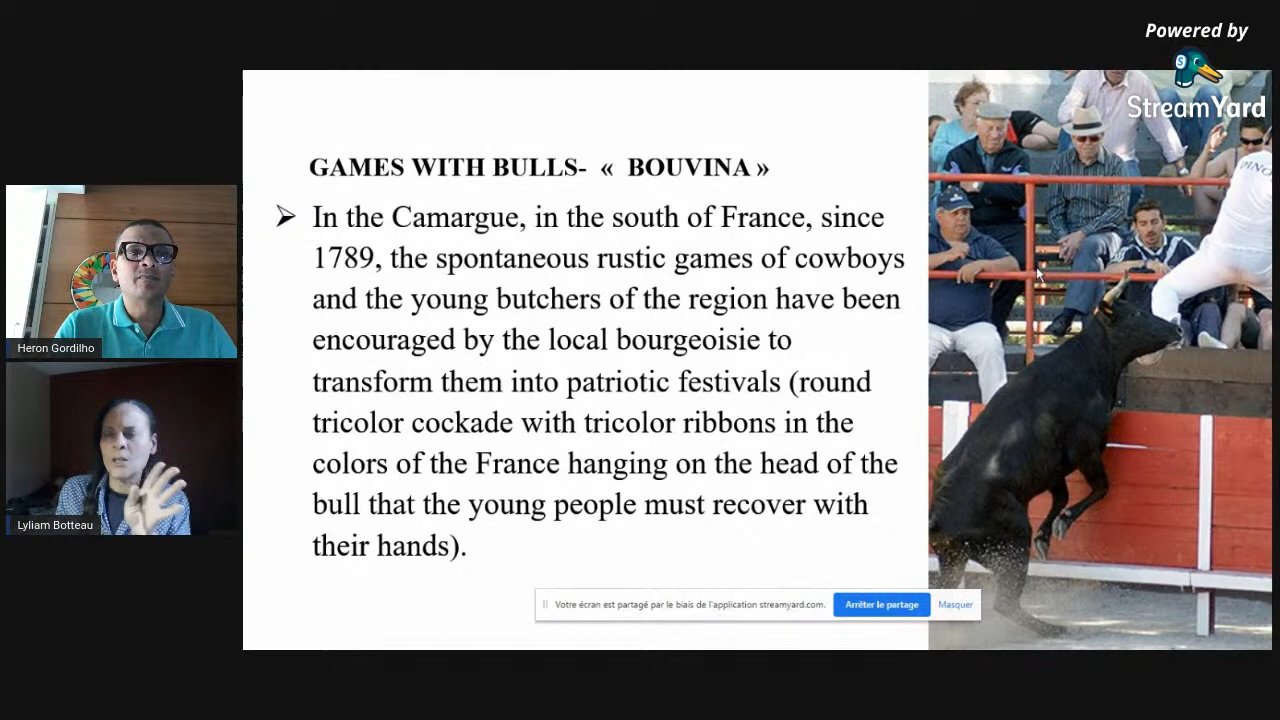 Powered by
StreamYard
GAMES WITH BULLS- « BOUVINA »
➢ In the Camargue, in the south of France, since
1789, the spontaneous rustic games of cowboys
and the young butchers of the region have been
encouraged by the local bourgeoisie to
transform them into patriotic festivals (round
tricolor cockade with tricolor ribbons in the
colors of the France hanging on the head of the
bull that the young people must recover with
their hands).
PINO
Heron Gordilho
Lyliam Botteau
Votre écran est partagé par le biais de l'application streamyard.com. Arrêter le partage Masquer